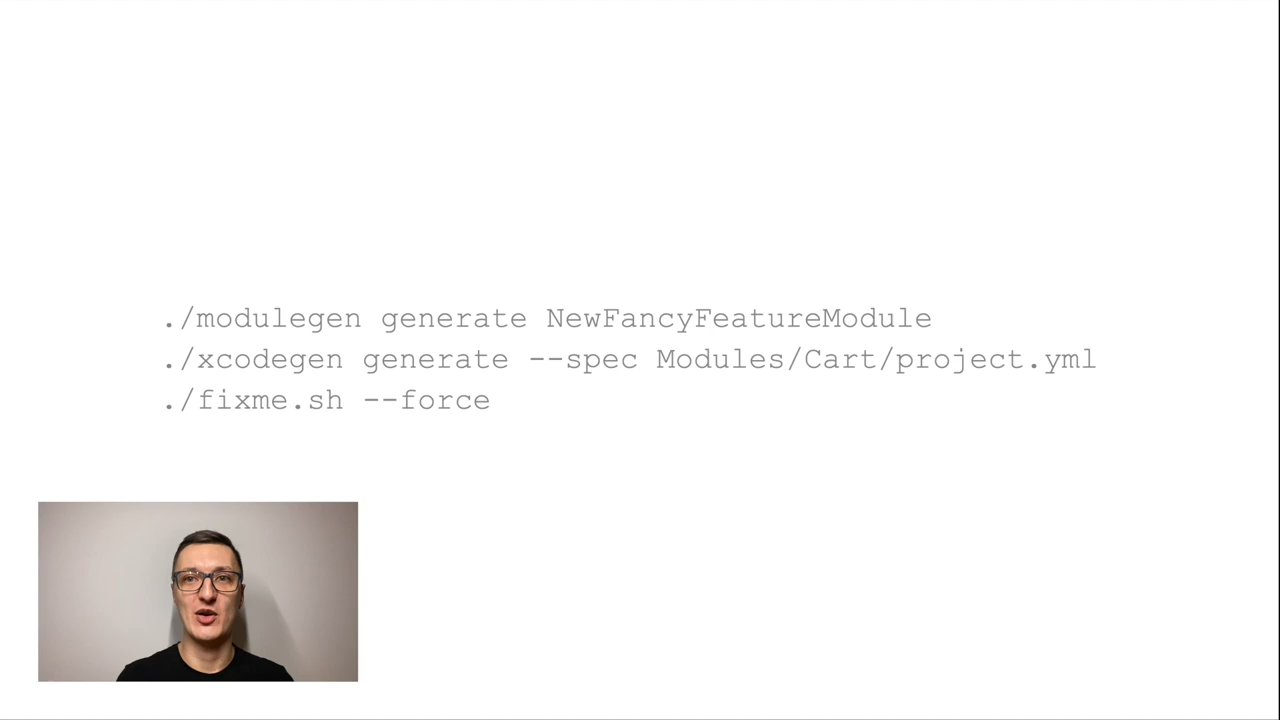 ./modulegen generate NewFancyFeatureModule
./xcodegen generate --spec Modules/Cart/project.yml
./fixme.sh --force